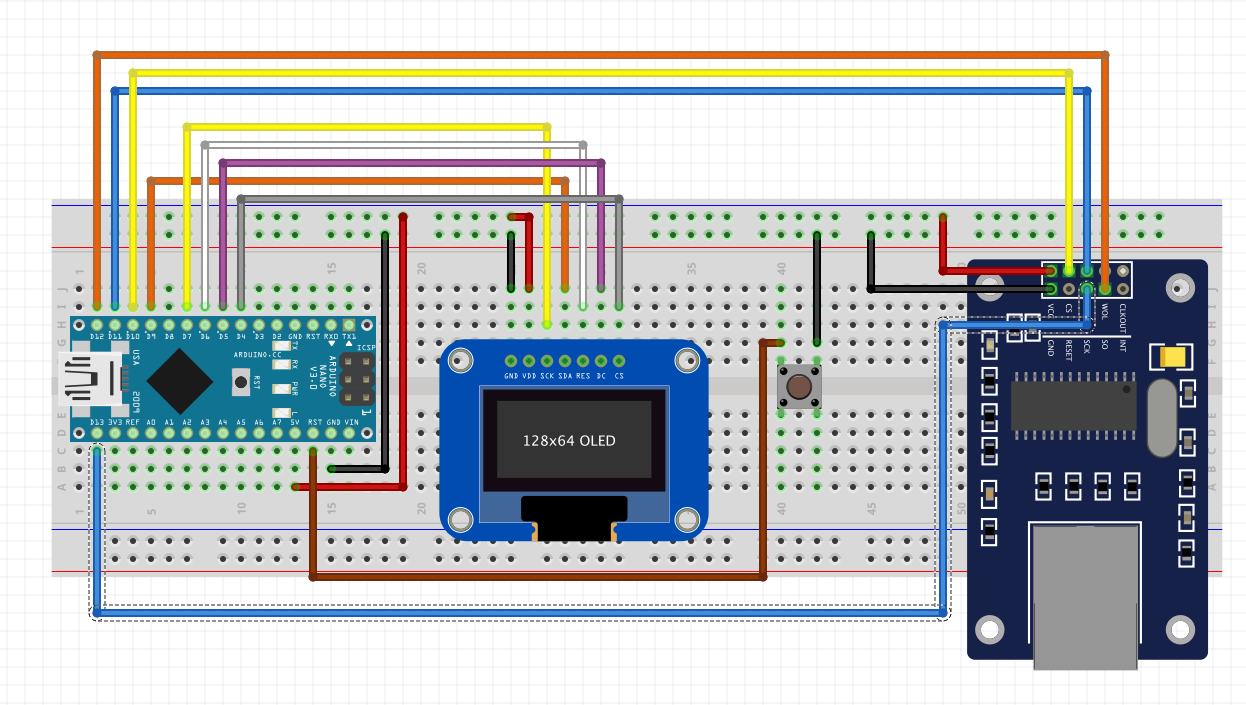 1
15
20
35
40
J
J
I
I
H
H
G
F
F
E
E
D
D
C
C
B
B
A
A
D12 D11 D10 D9 D8 D7 D6 D5 D4 D3 D2 GND RST RX0 TX1
USA
2005
ARDUINO.CC
RST
TX
RX
PWR
L
ARDUINO
NANO
V3.0
ICSP
1
D13 3V3 REF A0 A1 A2 A3 A4 A5 A6 A7 5V RST GND VIN
GND VDD SCK SDA RES DC CS
128x64 OLED
VCC CS SI WOL CLKOUT
GND RESET SCK SO INT
1
5
10
20
40
45
50